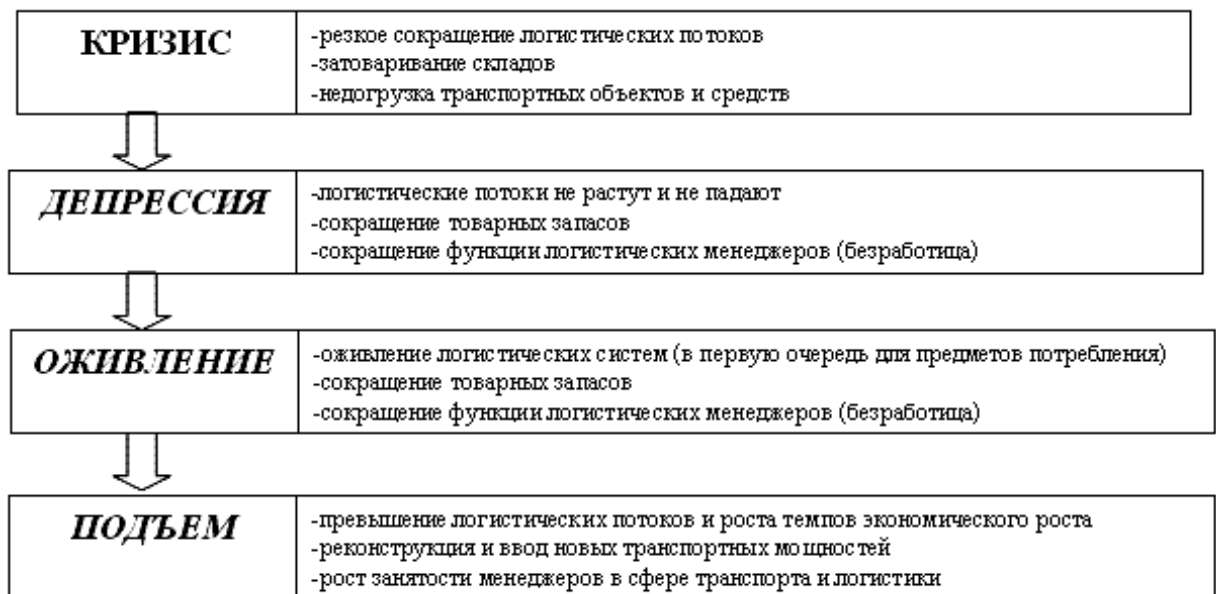 КРИЗИС
-резкое сокращение логистических потоков
-затоваривание складов
-недогрузка транспортных объектов и средств
ДЕПРЕССИЯ
-логистические потоки не растут и не падают
-сокращение товарных запасов
-сокращение функции логистических менеджеров (безработица)
ОЖИВЛЕНИЕ
-оживление логистических систем (в первую очередь для предметов потребления)
-сокращение товарных запасов
-сокращение функции логистических менеджеров (безработица)
ПОДЪЕМ
-превышение логистических потоков и роста темпов экономического роста
-реконструкция и ввод новых транспортных мощностей
-рост занятости менеджеров в сфере транспорта и логистики